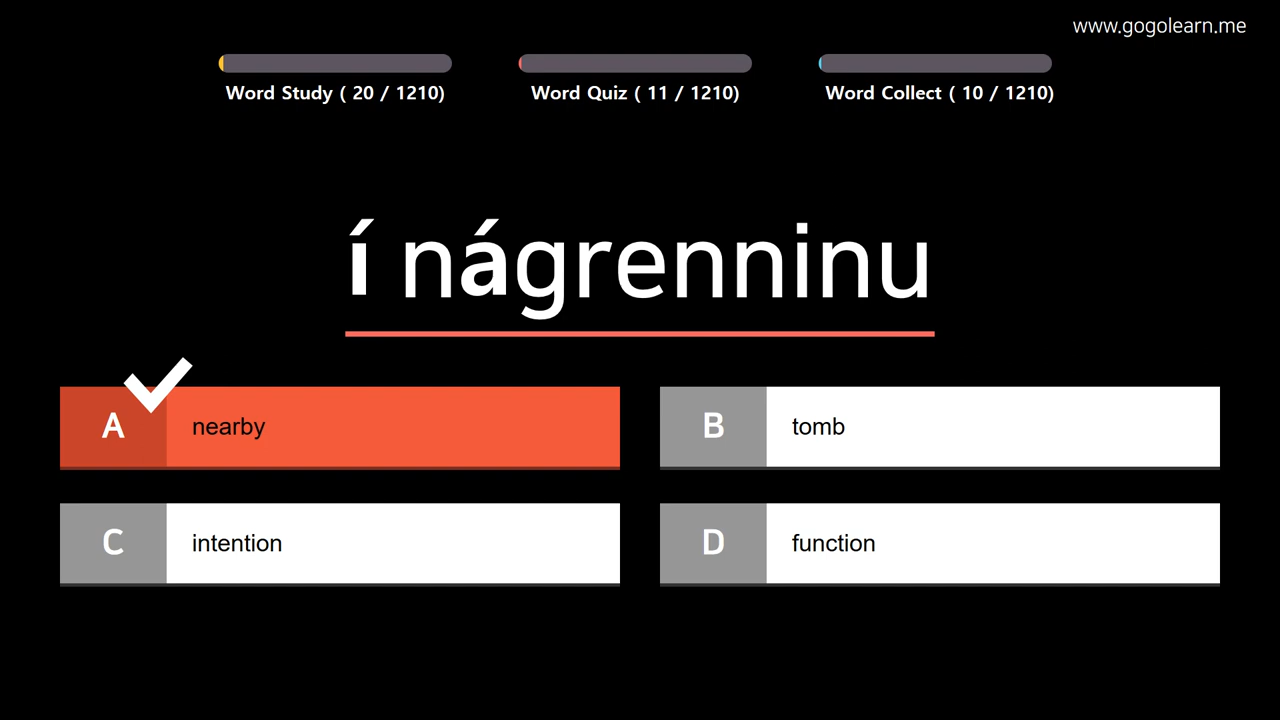 www.gogolearn.me
Word Study ( 20 / 1210)
Word Quiz ( 11 / 1210)
Word Collect ( 10 / 1210)
í nágrenninu
A nearby
B tomb
C intention
D function